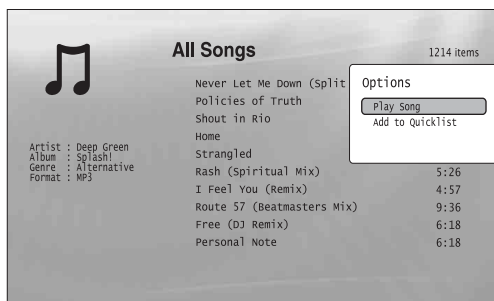 All Songs
1214 items
Never Let Me Down (Split
Options
Policies of Truth
Play Song
Shout in Rio
Add to Quicklist
Home
Strangled
Artist : Deep Green
Album : Splash!
Genre : Alternative
Format : MP3
Rash (Spiritual Mix) 5:26
I Feel You (Remix) 4:57
Route 57 (Beatmasters Mix) 9:36
Free (DJ Remix) 6:18
Personal Note 6:18